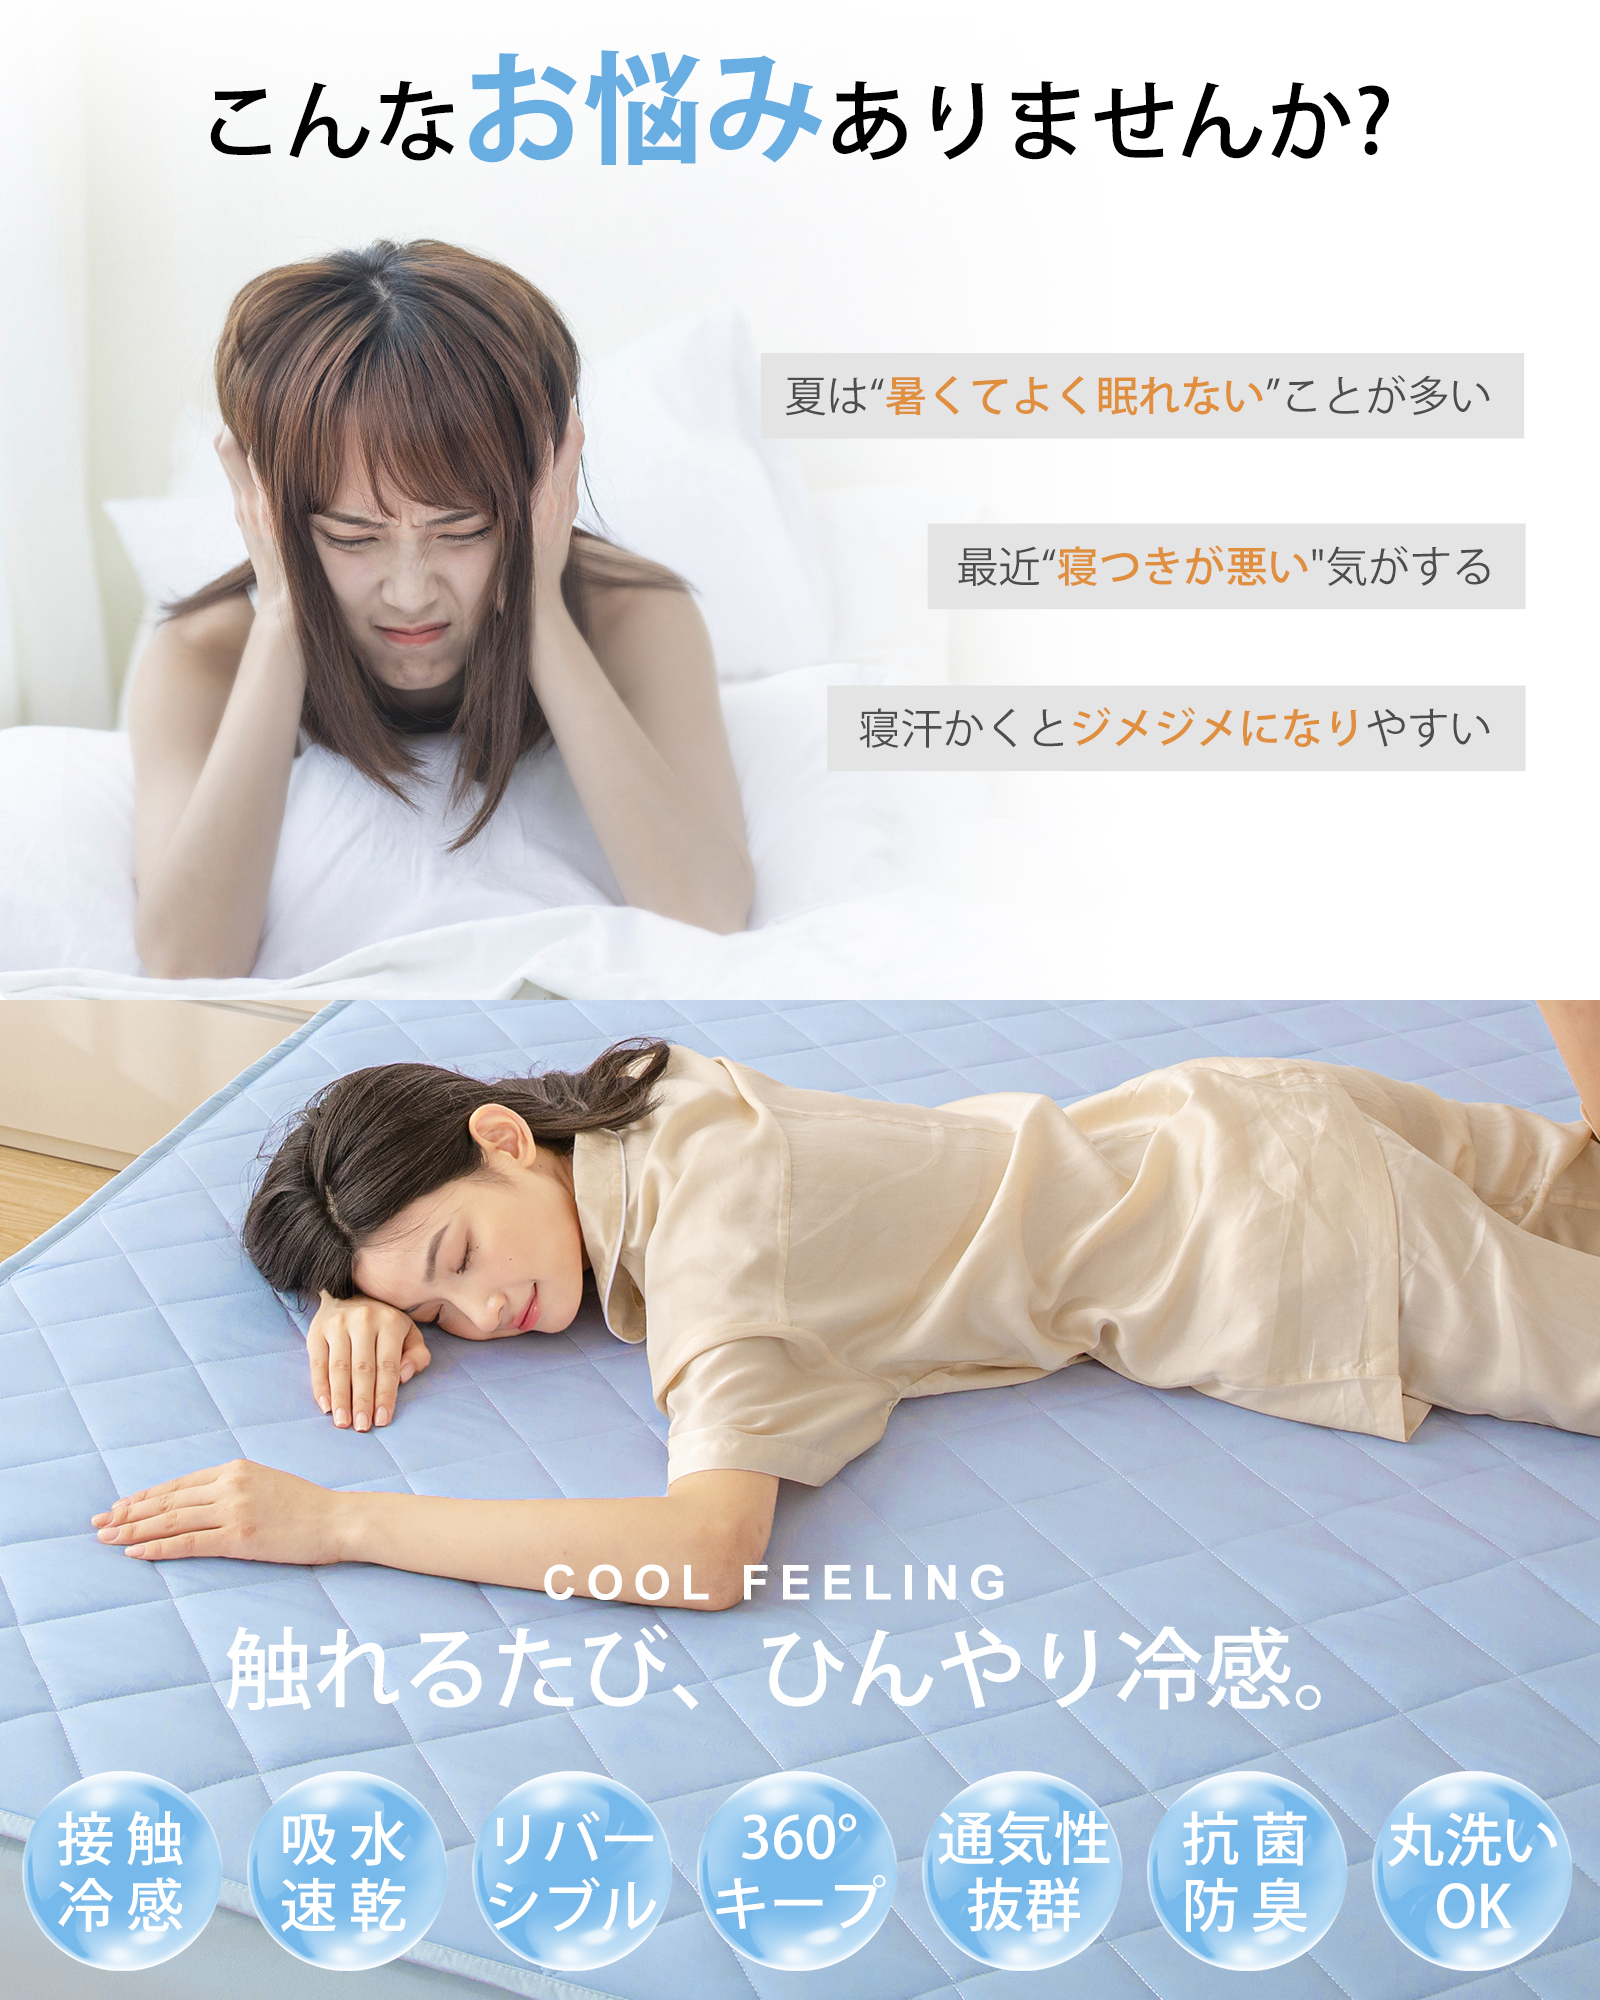 こんなお悩みありませんか?
夏は“暑くてよく眠れない”ことが多い
最近“寝つきが悪い"気がする
寝汗かくとジメジメになりやすい
COOL FEELING
触れるたび、ひんやり冷感。
接触
冷感
吸水
速乾
リバー
シブル
360°
キープ
通気性
抜群
抗菌
防臭
丸洗い
OK